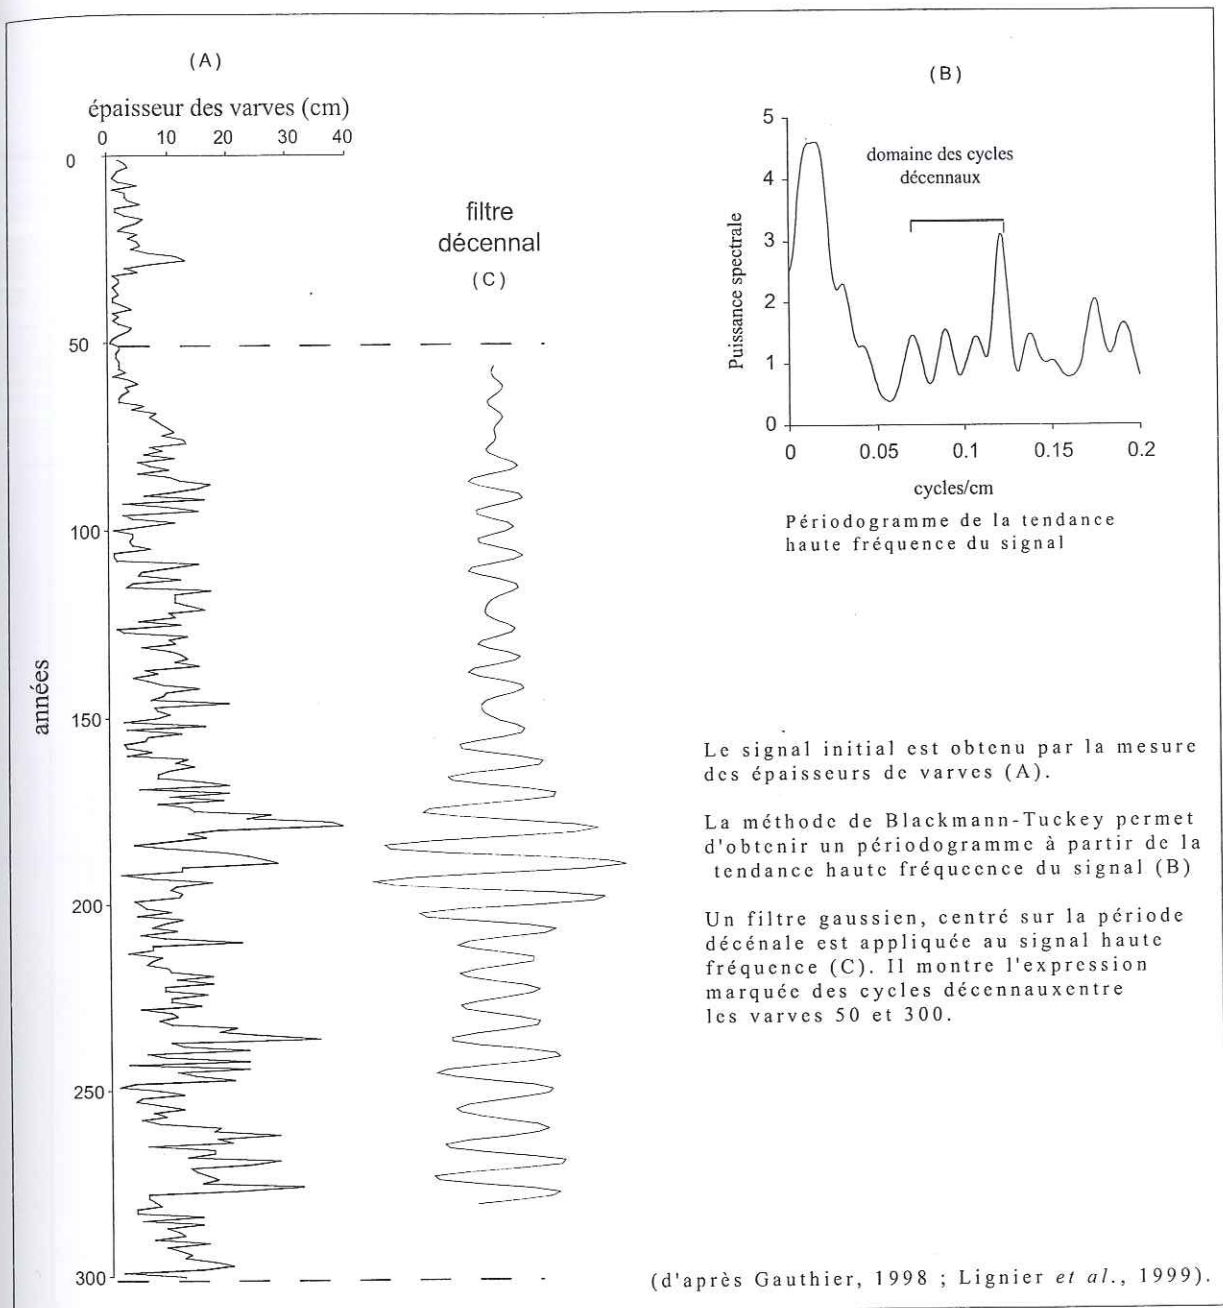 (A)
épaisseur des varves (cm)
0 10 20 30 40
0
50
100
150
200
250
300
années
filtre
décennal
(C)
(B)
5
4
3
2
1
0
Puissance spectrale
domaine des cycles
décennaux
0 0.05 0.1 0.15 0.2
cycles/cm
Périodogramme de la tendance
haute fréquence du signal
Le signal initial est obtenu par la mesure
des épaisseurs de varves (A).
La méthode de Blackmann-Tuckey permet
d'obtenir un périodogramme à partir de la
tendance haute fréqucence du signal (B)
Un filtre gaussien, centré sur la période
décénale est appliquée au signal haute
fréquence (C). Il montre l'expression
marquée des cycles décennauxentre
les varves 50 et 300.
(d'après Gauthier, 1998 ; Lignier et al., 1999).